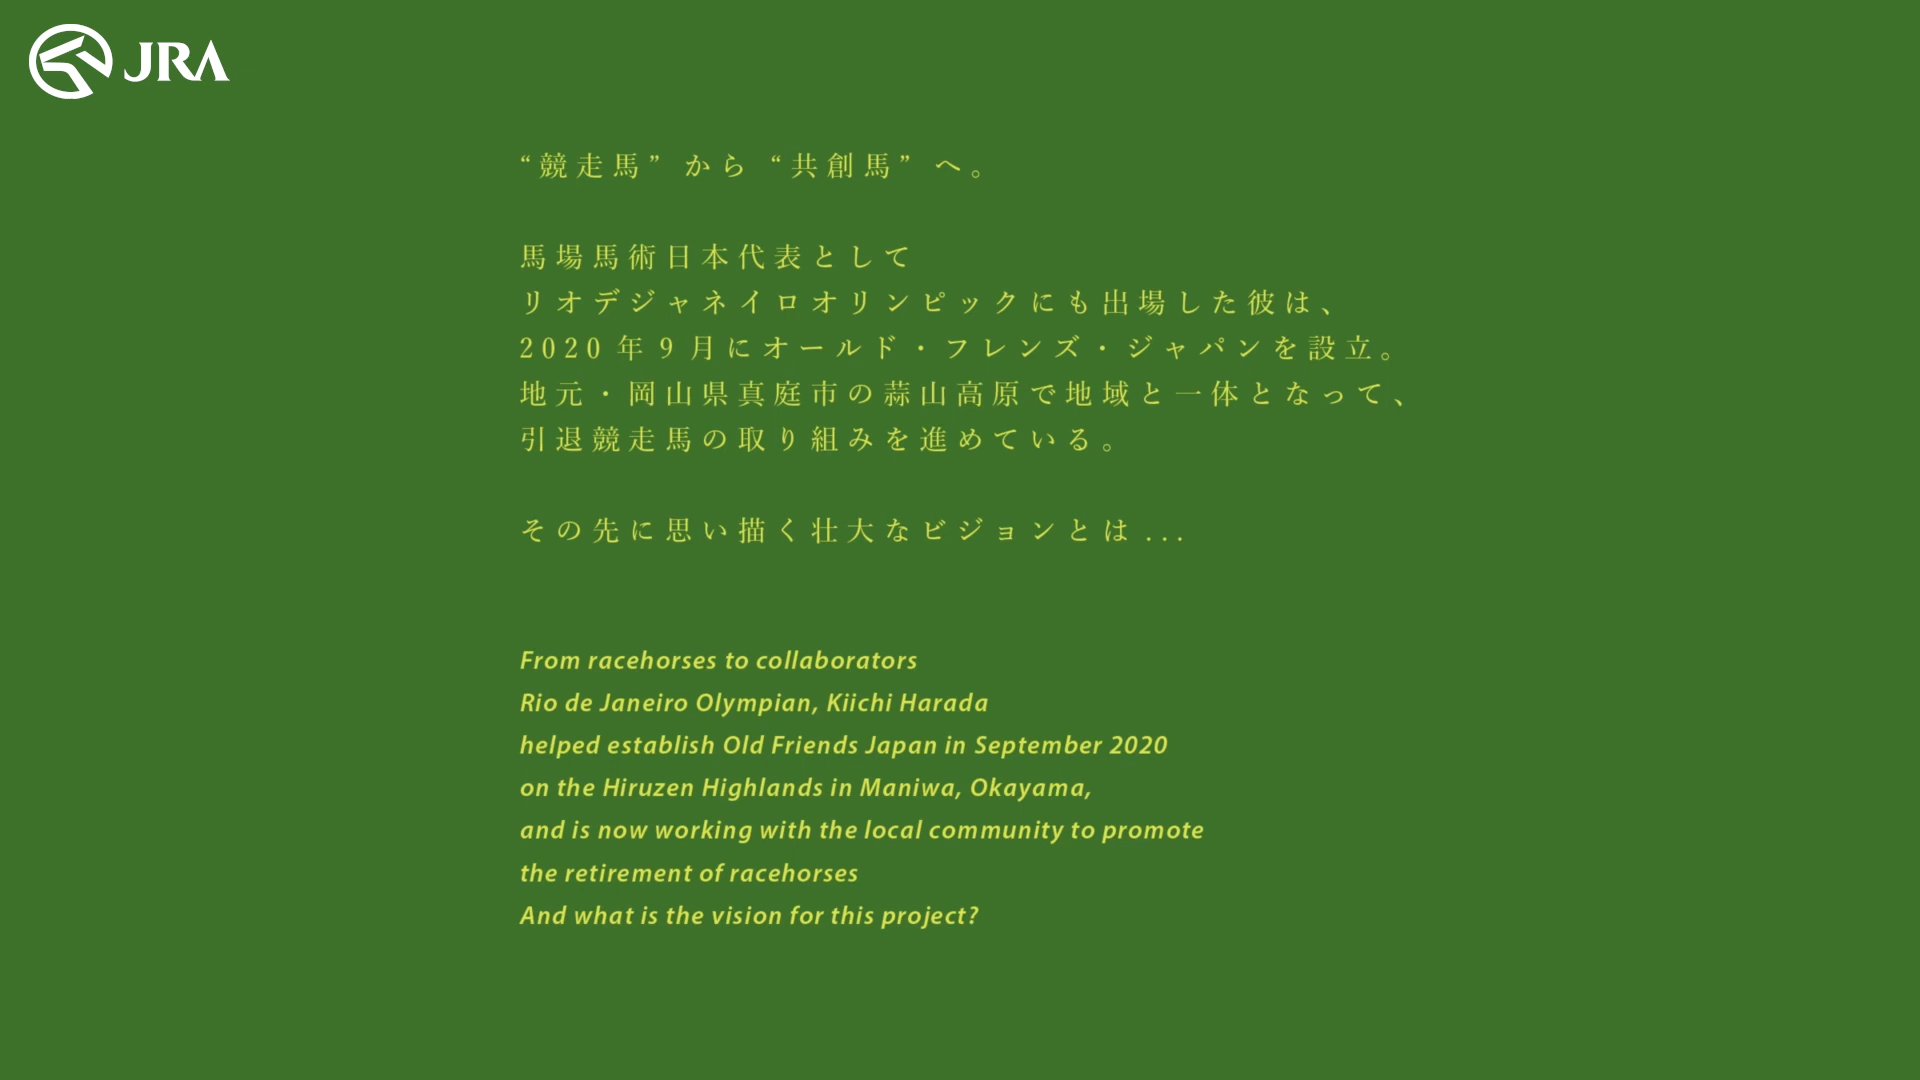 JRA
“競走馬” から “共創馬” へ。
馬場馬術日本代表として
リオデジャネイロオリンピックにも出場した彼は、
2020年9月にオールド・フレンズ・ジャパンを設立。
地元・岡山県真庭市の蒜山高原で地域と一体となって、
引退競走馬の取り組みを進めている。
その先に思い描く壮大なビジョンとは...
From racehorses to collaborators
Rio de Janeiro Olympian, Kiichi Harada
helped establish Old Friends Japan in September 2020
on the Hiruzen Highlands in Maniwa, Okayama,
and is now working with the local community to promote
the retirement of racehorses
And what is the vision for this project?